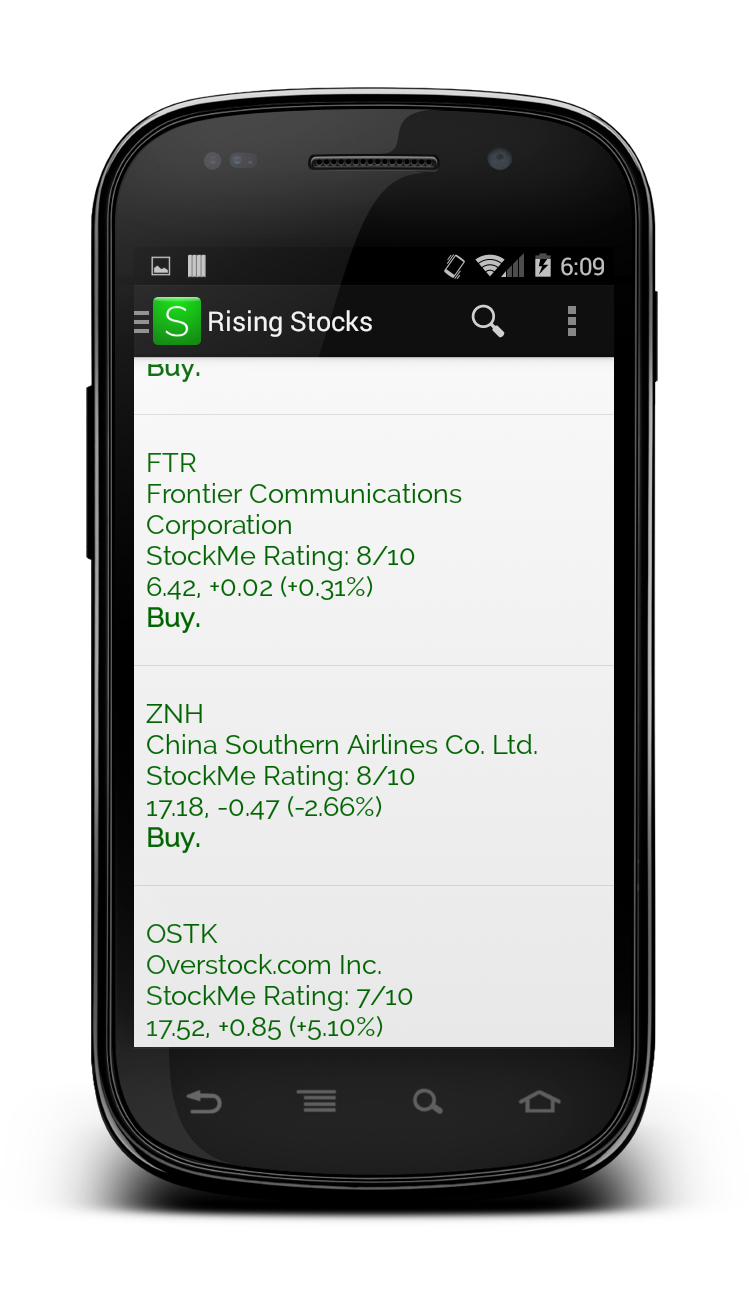 6:09
S Rising Stocks
Buy.
FTR
Frontier Communications
Corporation
StockMe Rating: 8/10
6.42, +0.02 (+0.31%)
Buy.
ZNH
China Southern Airlines Co. Ltd.
StockMe Rating: 8/10
17.18, -0.47 (-2.66%)
Buy.
OSTK
Overstock.com Inc.
StockMe Rating: 7/10
17.52, +0.85 (+5.10%)